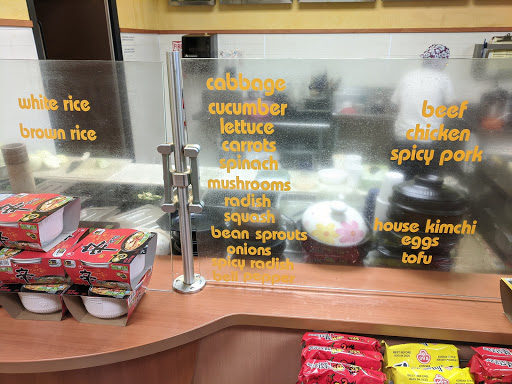 white rice
brown rice
cabbage
cucumber
lettuce
carrots
spinach
mushrooms
radish
squash
bean sprouts
onions
spicy radish
bell pepper
beef
chicken
spicy pork
house kimchi
eggs
tofu